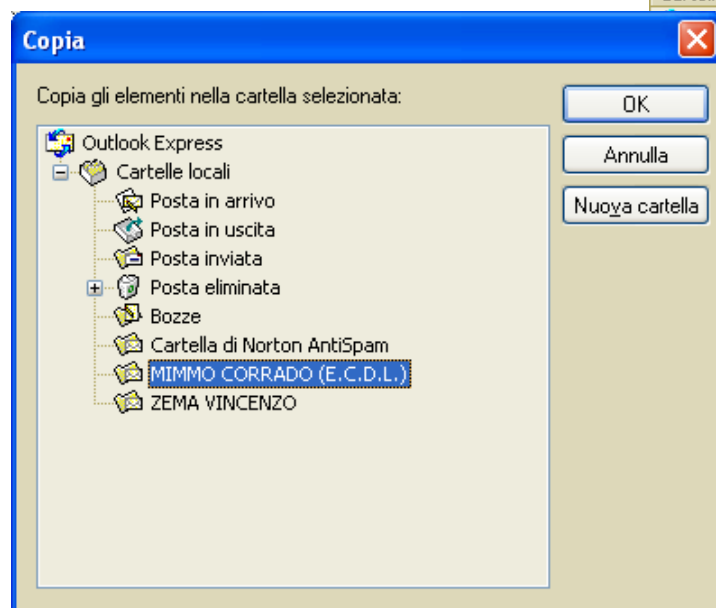 Copia
Copia gli elementi nella cartella selezionata:
OK
Annulla
Nuova cartella
Outlook Express
Cartelle locali
Posta in arrivo
Posta in uscita
Posta inviata
Posta eliminata
Bozze
Cartella di Norton AntiSpam
MIMMO CORRADO (E.C.D.L.)
ZEMA VINCENZO